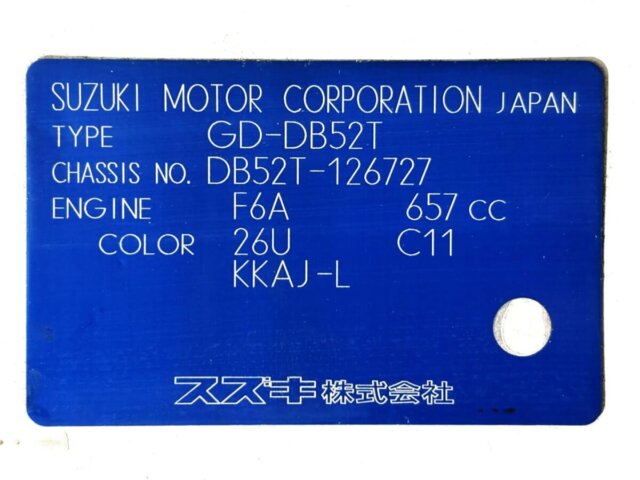 SUZUKI MOTOR CORPORATION JAPAN
TYPE GD-DB52T
CHASSIS NO. DB52T-126727
ENGINE F6A 657 CC
COLOR 26U C11
KKAJ-L
スズキ株式会社